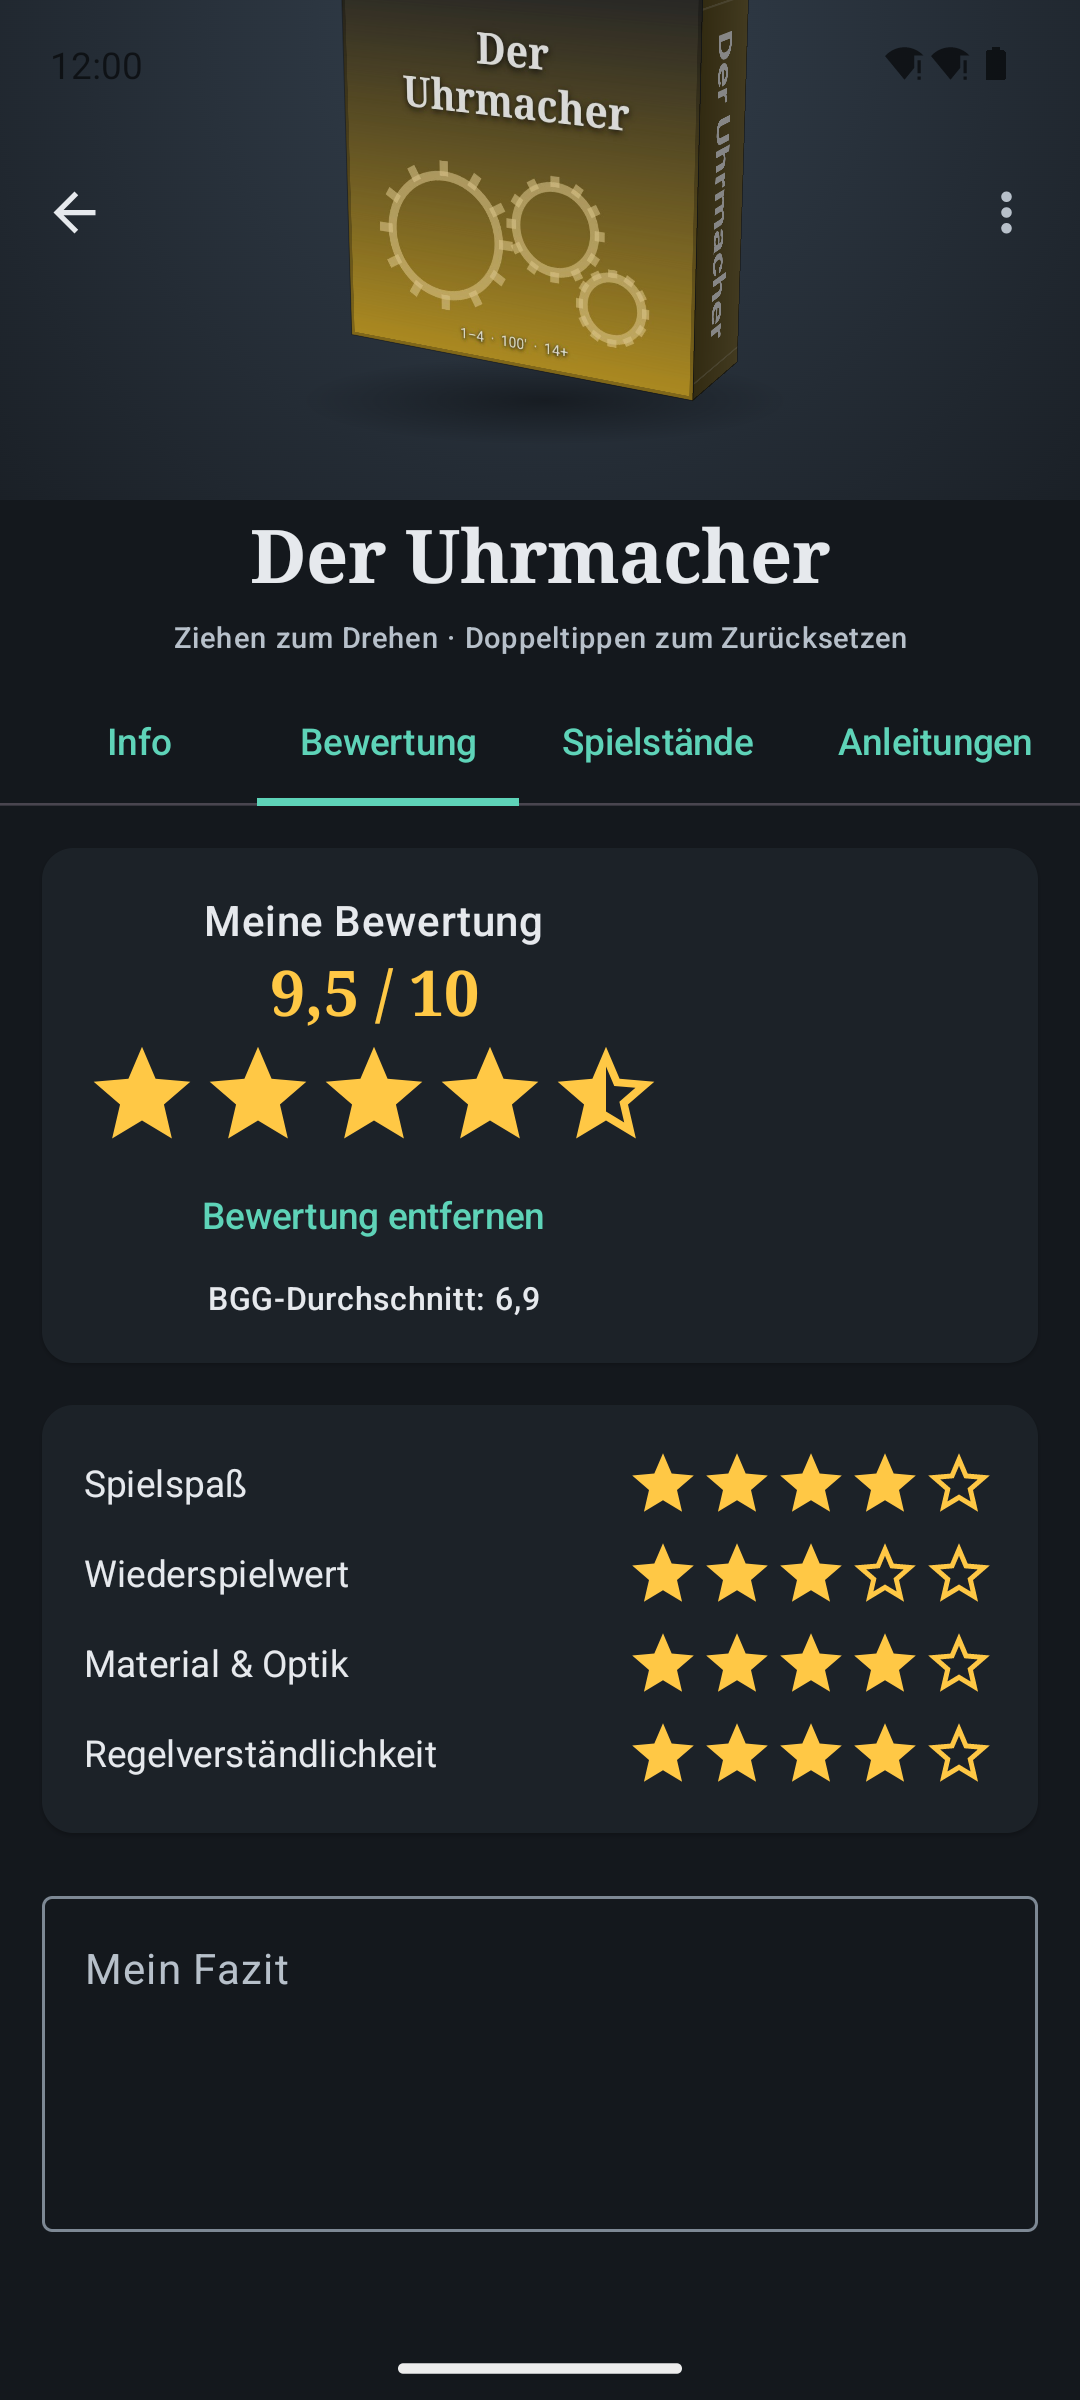 12:00
Der
Uhrmacher
Der Uhrmacher
1–4 · 100' · 14+
Der Uhrmacher
Ziehen zum Drehen · Doppeltippen zum Zurücksetzen
Info Bewertung Spielstände Anleitungen
Meine Bewertung
9,5 / 10
Bewertung entfernen
BGG-Durchschnitt: 6,9
Spielspaß
Wiederspielwert
Material & Optik
Regelverständlichkeit
Mein Fazit